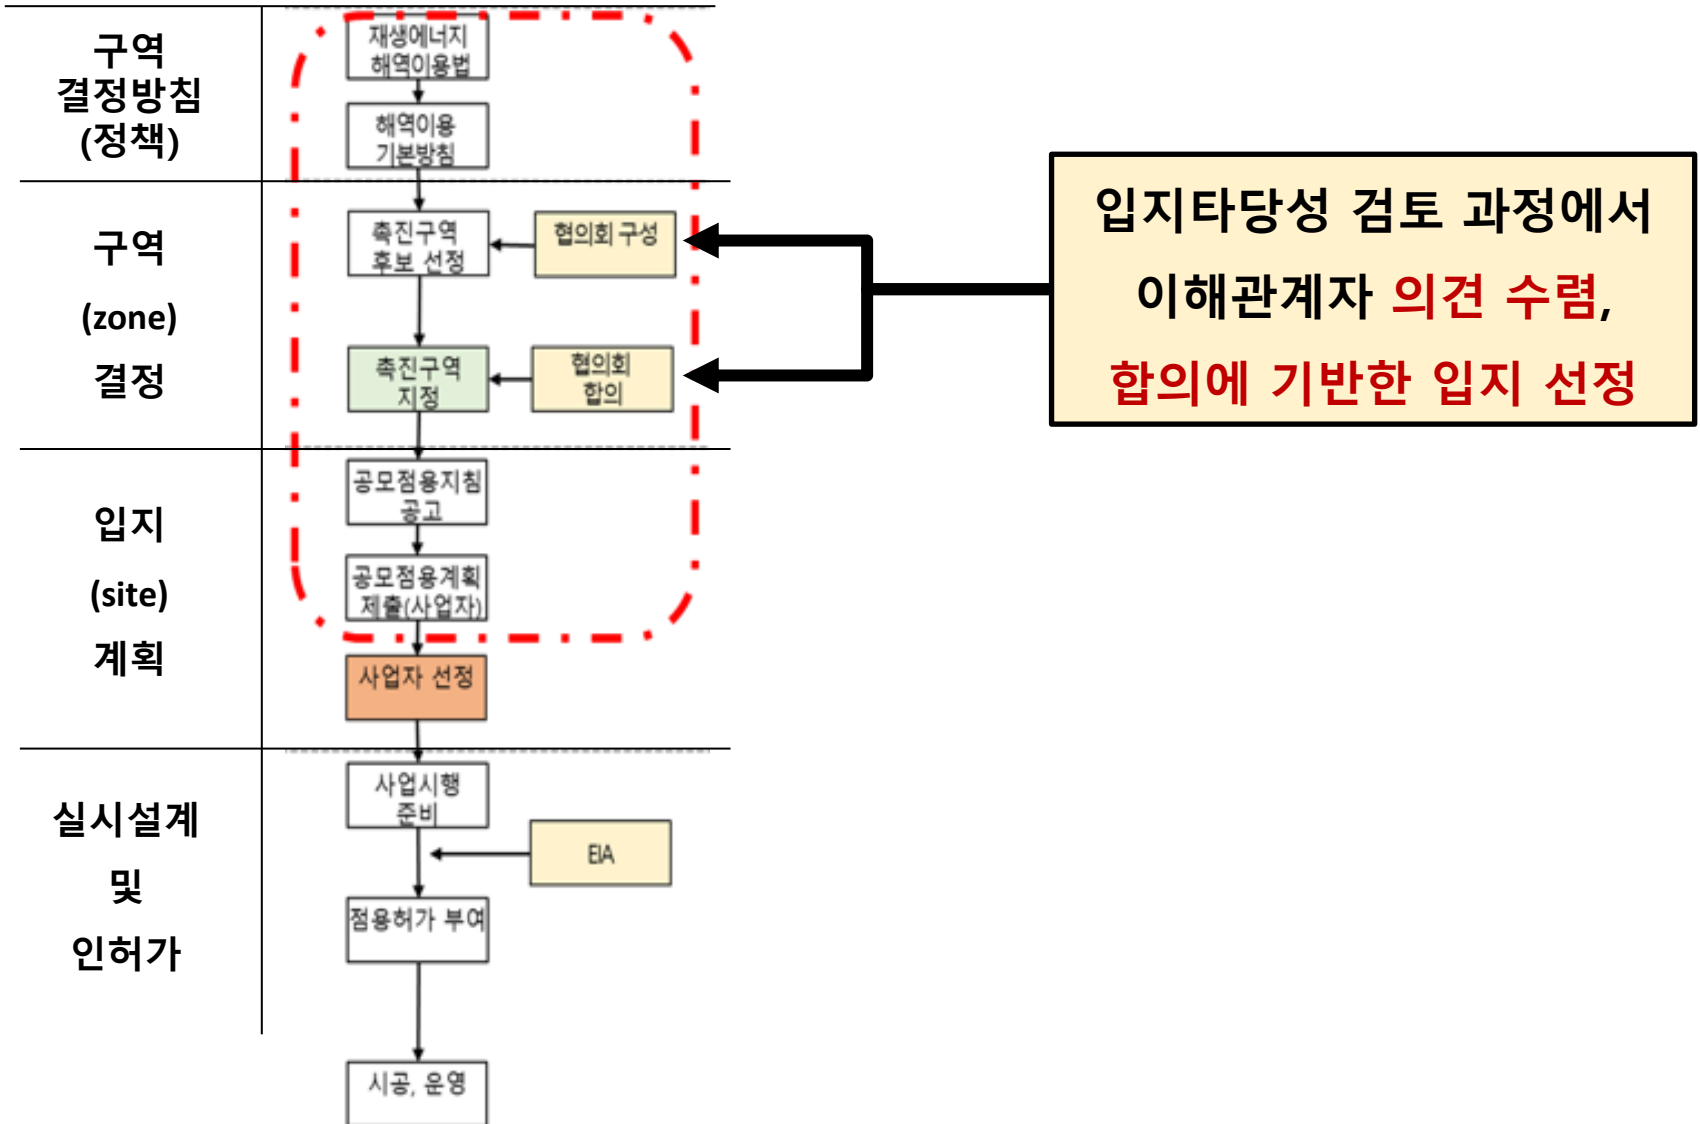 구역
결정방침
(정책)
재생에너지
해역이용법
해역이용
기본방침
구역
(zone)
결정
촉진구역
후보 선정
협의회 구성
촉진구역
지정
협의회
합의
입지타당성 검토 과정에서
이해관계자 의견 수렴,
합의에 기반한 입지 선정
입지
(site)
계획
공모점용지침
공고
공모점용계획
제출(사업자)
사업자 선정
실시설계
및
인허가
사업시행
준비
EIA
점용허가 부여
시공, 운영